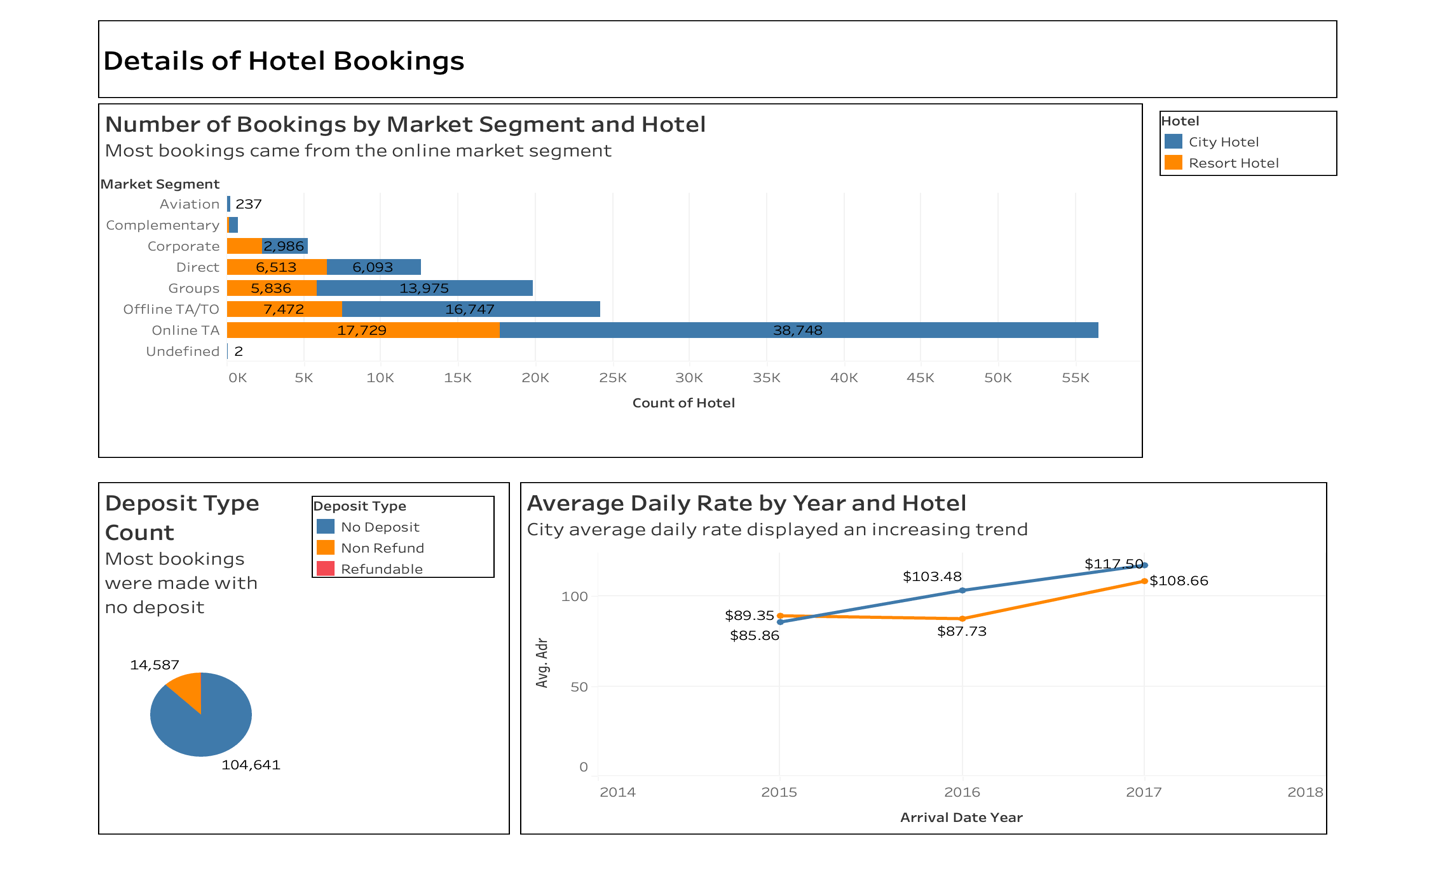 Details of Hotel Bookings
Number of Bookings by Market Segment and Hotel
Most bookings came from the online market segment
Hotel
City Hotel
Resort Hotel
Market Segment
Aviation 237
Complementary
Corporate 2,986
Direct 6,513 6,093
Groups 5,836 13,975
Offline TA/TO 7,472 16,747
Online TA 17,729 38,748
Undefined 2
0K 5K 10K 15K 20K 25K 30K 35K 40K 45K 50K 55K
Count of Hotel
Deposit Type
Count
Most bookings
were made with
no deposit
Deposit Type
No Deposit
Non Refund
Refundable
14,587
104,641
Average Daily Rate by Year and Hotel
City average daily rate displayed an increasing trend
Avg. Adr
100
50
0
$89.35
$85.86
$103.48
$87.73
$117.50
$108.66
2014 2015 2016 2017 2018
Arrival Date Year